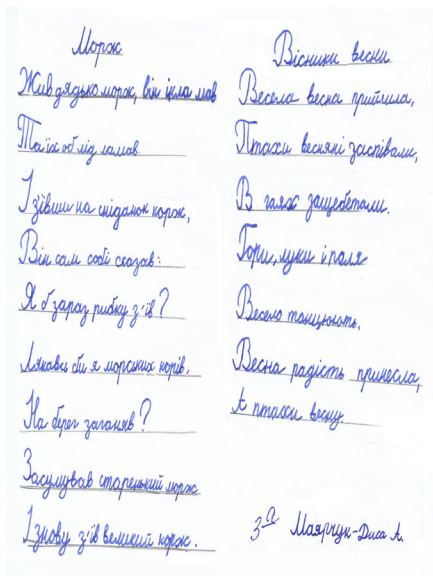 Морж
Жив дядько морж, він ікла мав
Та їх об лід ламав.
І з'ївши на сніданок корж,
Він сам собі сказав:
Я б зараз рибку з'їв?
Лякавсь би я морських корів,
На берег заганяв?
Засумував старенький морж
І знову з'їв великий корж.
Вісники весни
Весела весна прийшла,
Птахи весняні заспівали,
В гаях защебетали.
Гори, луки і поля
Весело танцюють.
Весна радість принесла,
А птахи весну.
3-а Маярчук-Диса А.